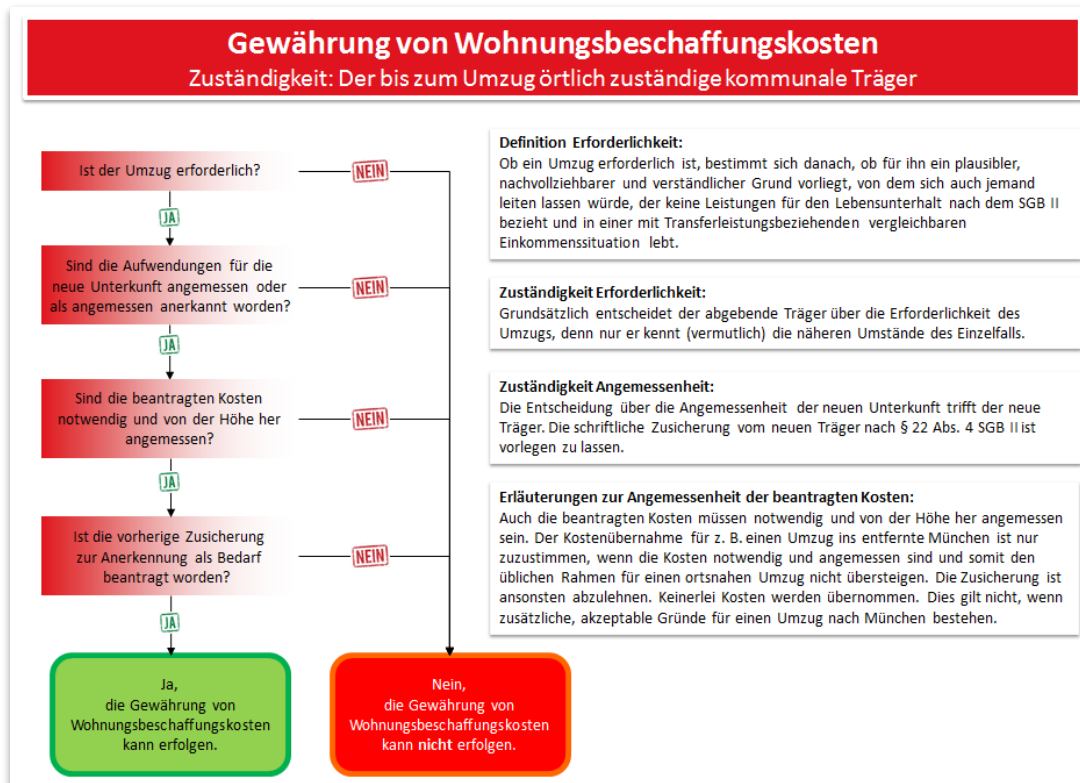 Gewährung von Wohnungsbeschaffungskosten
Zuständigkeit: Der bis zum Umzug örtlich zuständige kommunale Träger
Ist der Umzug erforderlich?
NEIN
JA
Sind die Aufwendungen für die
neue Unterkunft angemessen oder
als angemessen anerkannt worden?
NEIN
JA
Sind die beantragten Kosten
notwendig und von der Höhe her
angemessen?
NEIN
JA
Ist die vorherige Zusicherung
zur Anerkennung als Bedarf
beantragt worden?
NEIN
JA
Ja,
die Gewährung von
Wohnungsbeschaffungskosten
kann erfolgen.
Nein,
die Gewährung von
Wohnungsbeschaffungskosten
kann nicht erfolgen.
Definition Erforderlichkeit:
Ob ein Umzug erforderlich ist, bestimmt sich danach, ob für ihn ein plausibler,
nachvollziehbarer und verständlicher Grund vorliegt, von dem sich auch jemand
leiten lassen würde, der keine Leistungen für den Lebensunterhalt nach dem SGB II
bezieht und in einer mit Transferleistungsbeziehenden vergleichbaren
Einkommenssituation lebt.
Zuständigkeit Erforderlichkeit:
Grundsätzlich entscheidet der abgebende Träger über die Erforderlichkeit des
Umzugs, denn nur er kennt (vermutlich) die näheren Umstände des Einzelfalls.
Zuständigkeit Angemessenheit:
Die Entscheidung über die Angemessenheit der neuen Unterkunft trifft der neue
Träger. Die schriftliche Zusicherung vom neuen Träger nach § 22 Abs. 4 SGB II ist
vorlegen zu lassen.
Erläuterungen zur Angemessenheit der beantragten Kosten:
Auch die beantragten Kosten müssen notwendig und von der Höhe her angemessen
sein. Der Kostenübernahme für z. B. einen Umzug ins entfernte München ist nur
zuzustimmen, wenn die Kosten notwendig und angemessen sind und somit den
üblichen Rahmen für einen ortsnahen Umzug nicht übersteigen. Die Zusicherung ist
ansonsten abzulehnen. Keinerlei Kosten werden übernommen. Dies gilt nicht, wenn
zusätzliche, akzeptable Gründe für einen Umzug nach München bestehen.